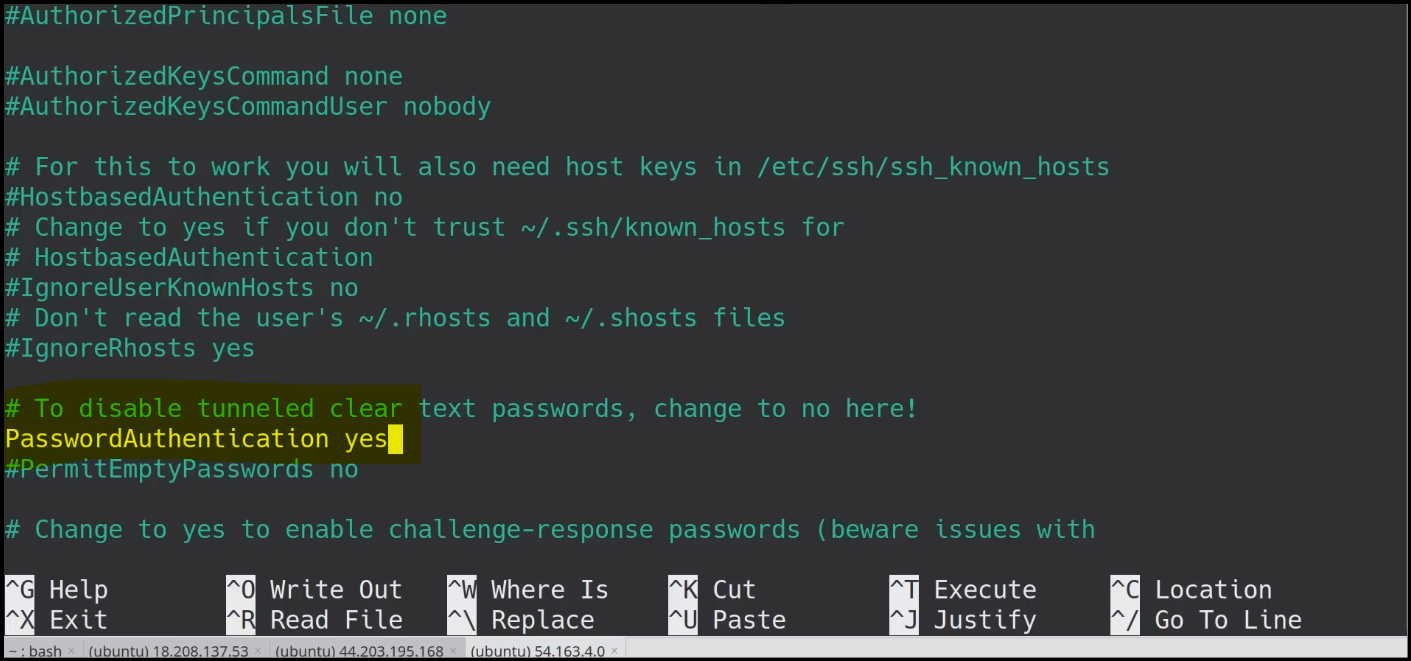 #AuthorizedPrincipalsFile none
#AuthorizedKeysCommand none
#AuthorizedKeysCommandUser nobody
# For this to work you will also need host keys in /etc/ssh/ssh_known_hosts
#HostbasedAuthentication no
# Change to yes if you don't trust ~/.ssh/known_hosts for
# HostbasedAuthentication
#IgnoreUserKnownHosts no
# Don't read the user's ~/.rhosts and ~/.shosts files
#IgnoreRhosts yes
# To disable tunneled clear text passwords, change to no here!
PasswordAuthentication yes
#PermitEmptyPasswords no
# Change to yes to enable challenge-response passwords (beware issues with
^G Help ^O Write Out ^W Where Is ^K Cut ^T Execute ^C Location
^X Exit ^R Read File ^\ Replace ^U Paste ^J Justify ^/ Go To Line
~ : bash × (ubuntu) 18.208.137.53 × (ubuntu) 44.203.195.168 × (ubuntu) 54.163.4.0 ×